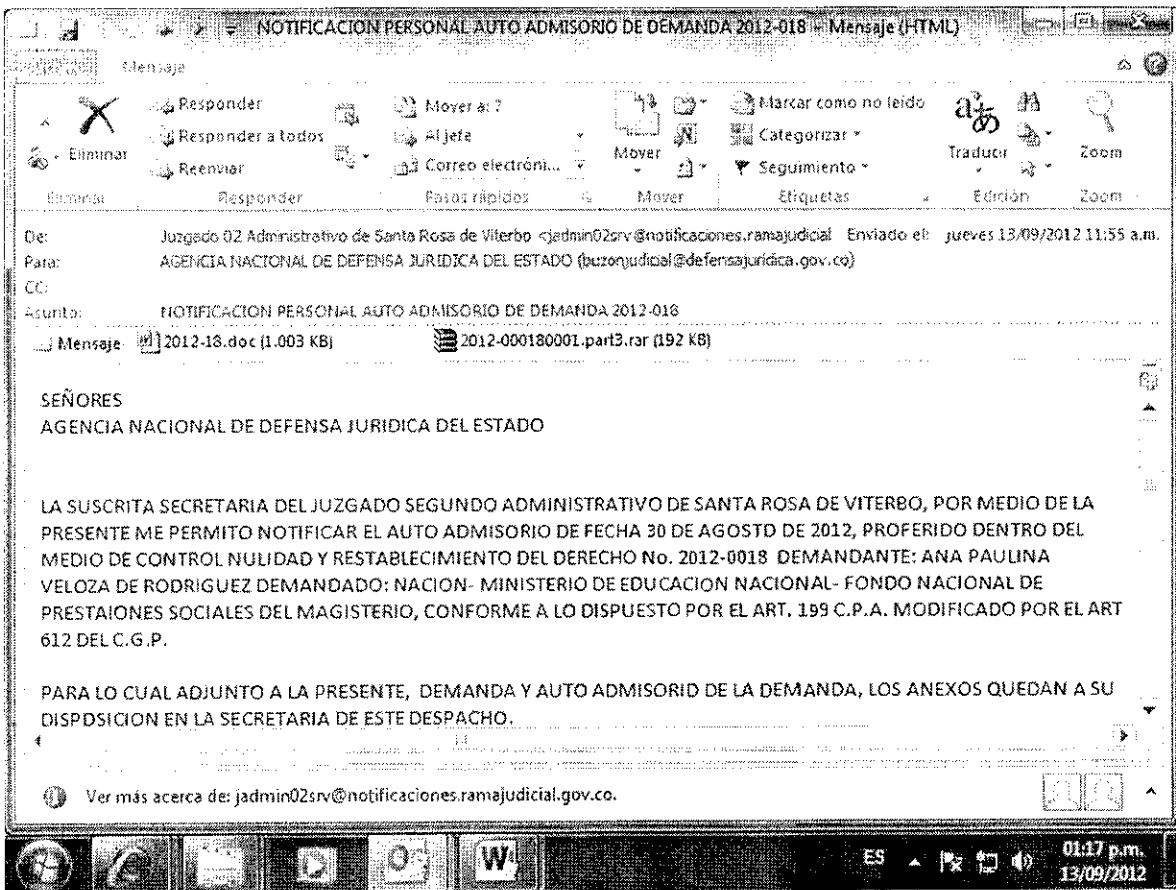 NOTIFICACION PERSONAL AUTO ADMISORIO DE DEMANDA 2012-018 - Mensaje (HTML)
Mensaje
Eliminar
Responder
Responder a todos
Reenviar
Mover a: ?
Al jefe
Correo electróni...
Mover
Marcar como no leído
Categorizar
Seguimiento
Traducir
Zoom
Eliminar Responder Pasos rápidos Mover Etiquetas Edición Zoom
De: Juzgado 02 Administrativo de Santa Rosa de Viterbo <jadmin02srv@notificaciones.ramajudicial Enviado el: jueves 13/09/2012 11:55 a.m.
Para: AGENCIA NACIONAL DE DEFENSA JURIDICA DEL ESTADO (buzonjudicial@defensajuridica.gov.co)
CC:
Asunto: NOTIFICACION PERSONAL AUTO ADMISORIO DE DEMANDA 2012-018
Mensaje 2012-18.doc (1.003 KB) 2012-000180001.part3.rar (192 KB)
SEÑORES
AGENCIA NACIONAL DE DEFENSA JURIDICA DEL ESTADO
LA SUSCRITA SECRETARIA DEL JUZGADO SEGUNDO ADMINISTRATIVO DE SANTA ROSA DE VITERBO, POR MEDIO DE LA
PRESENTE ME PERMITO NOTIFICAR EL AUTO ADMISORIO DE FECHA 30 DE AGOSTO DE 2012, PROFERIDO DENTRO DEL
MEDIO DE CONTROL NULIDAD Y RESTABLECIMIENTO DEL DERECHO No. 2012-0018 DEMANDANTE: ANA PAULINA
VELOZA DE RODRIGUEZ DEMANDADO: NACION- MINISTERIO DE EDUCACION NACIONAL- FONDO NACIONAL DE
PRESTAIONES SOCIALES DEL MAGISTERIO, CONFORME A LO DISPUESTO POR EL ART. 199 C.P.A. MODIFICADO POR EL ART
612 DEL C.G.P.
PARA LO CUAL ADJUNTO A LA PRESENTE, DEMANDA Y AUTO ADMISORIO DE LA DEMANDA, LOS ANEXOS QUEDAN A SU
DISPOSICION EN LA SECRETARIA DE ESTE DESPACHO.
Ver más acerca de: jadmin02srv@notificaciones.ramajudicial.gov.co.
ES
01:17 p.m.
13/09/2012